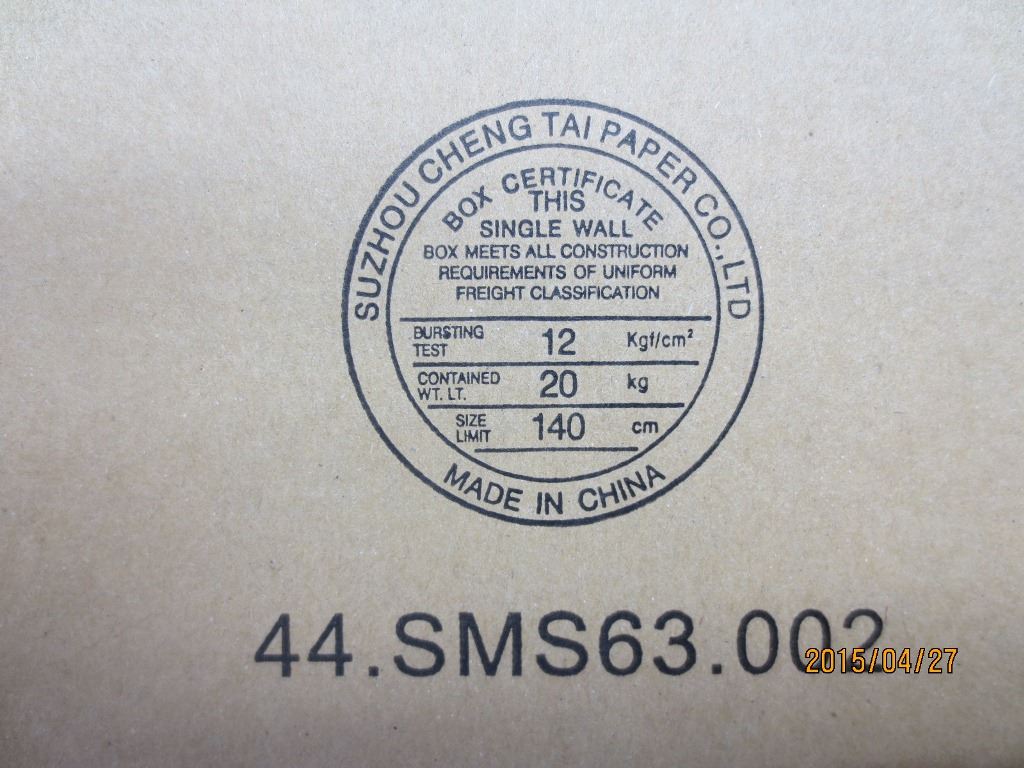 SUZHOU CHENG TAI PAPER CO.,LTD
BOX CERTIFICATE
THIS
SINGLE WALL
BOX MEETS ALL CONSTRUCTION
REQUIREMENTS OF UNIFORM
FREIGHT CLASSIFICATION
BURSTING TEST 12 Kgf/cm²
CONTAINED WT. LT. 20 kg
SIZE LIMIT 140 cm
MADE IN CHINA
44.SMS63.002
2015/04/27